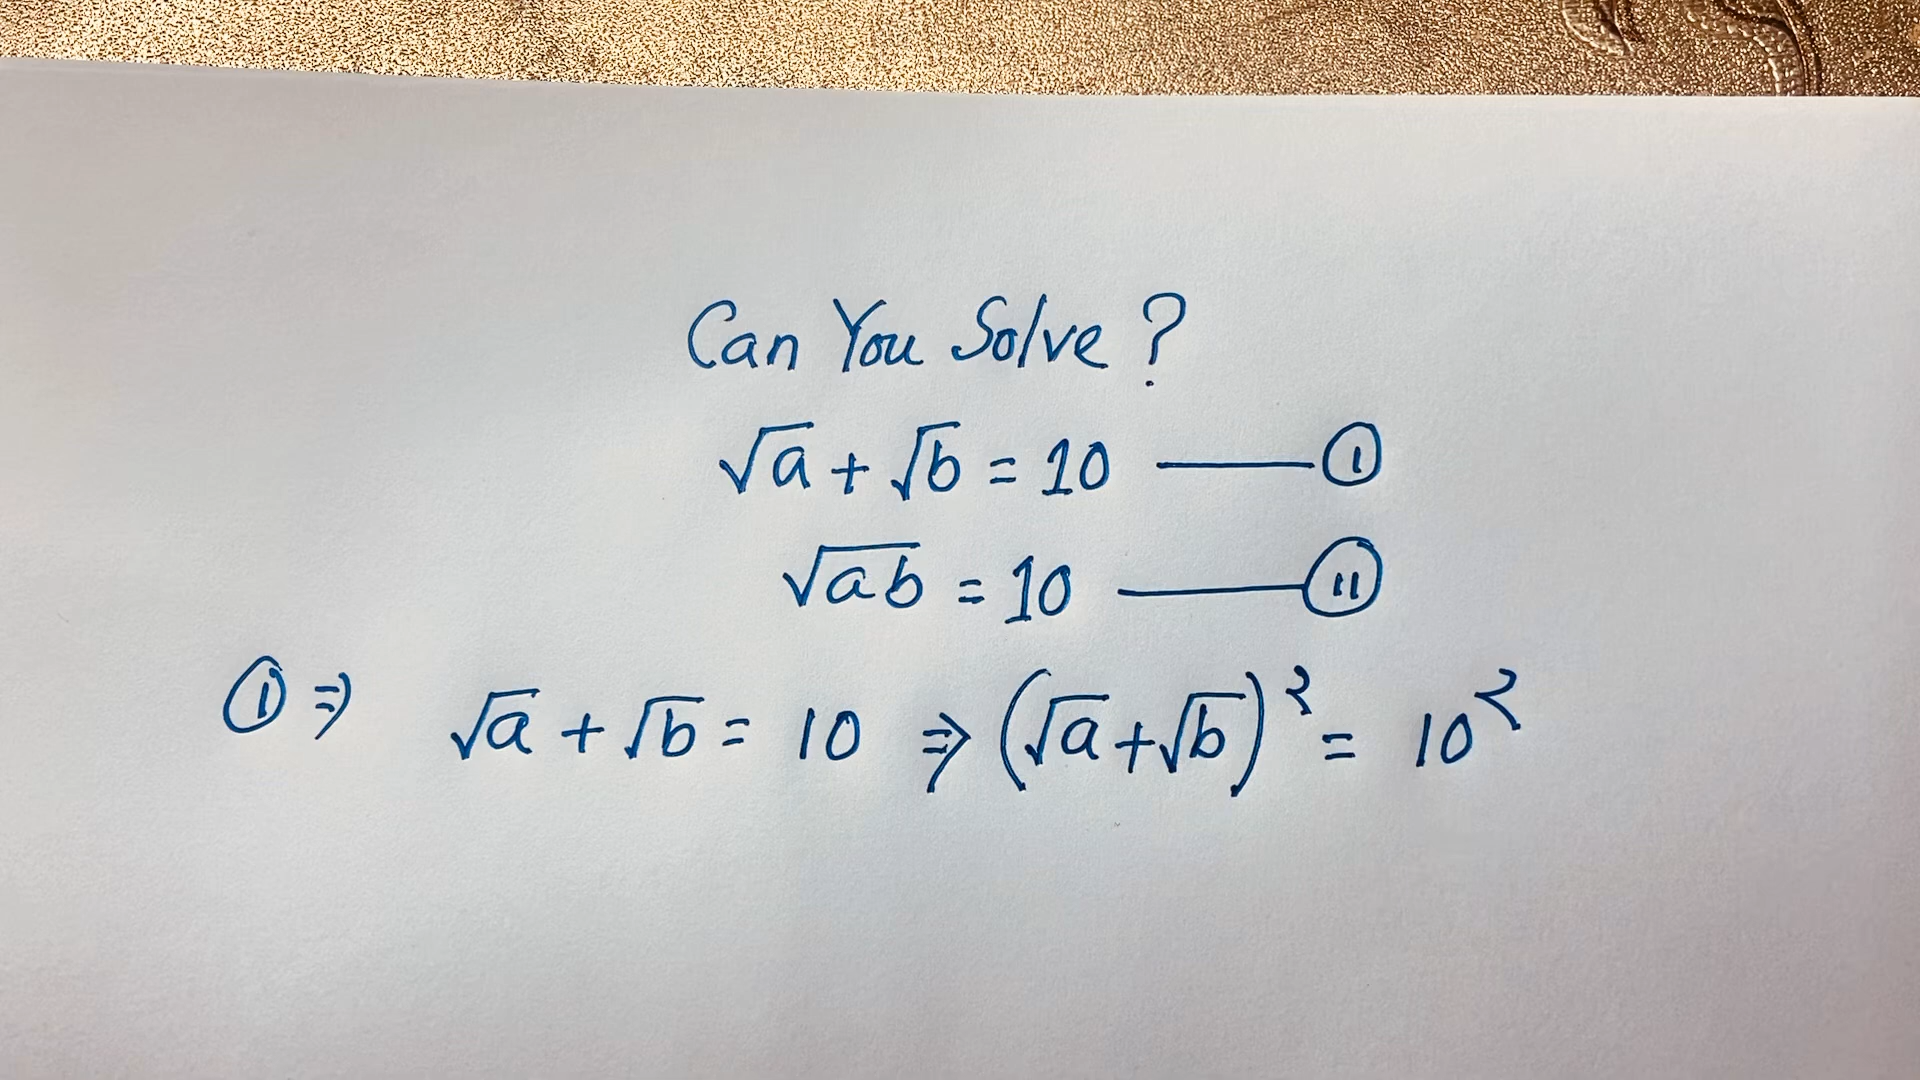 Can You Solve?
√a + √b = 10 —— ①
√ab = 10 —— ⑪
① ⇒ √a + √b = 10 ⇒ (√a + √b)² = 10²